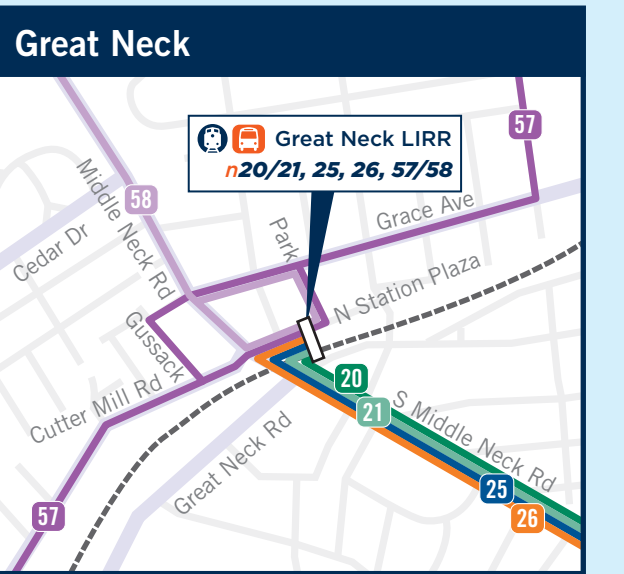 Great Neck
57
Great Neck LIRR
n20/21, 25, 26, 57/58
58
Middle Neck Rd
Cedar Dr
Park
Grace Ave
N Station Plaza
Gussack
Cutter Mill Rd
20
21
S Middle Neck Rd
Great Neck Rd
25
26
57